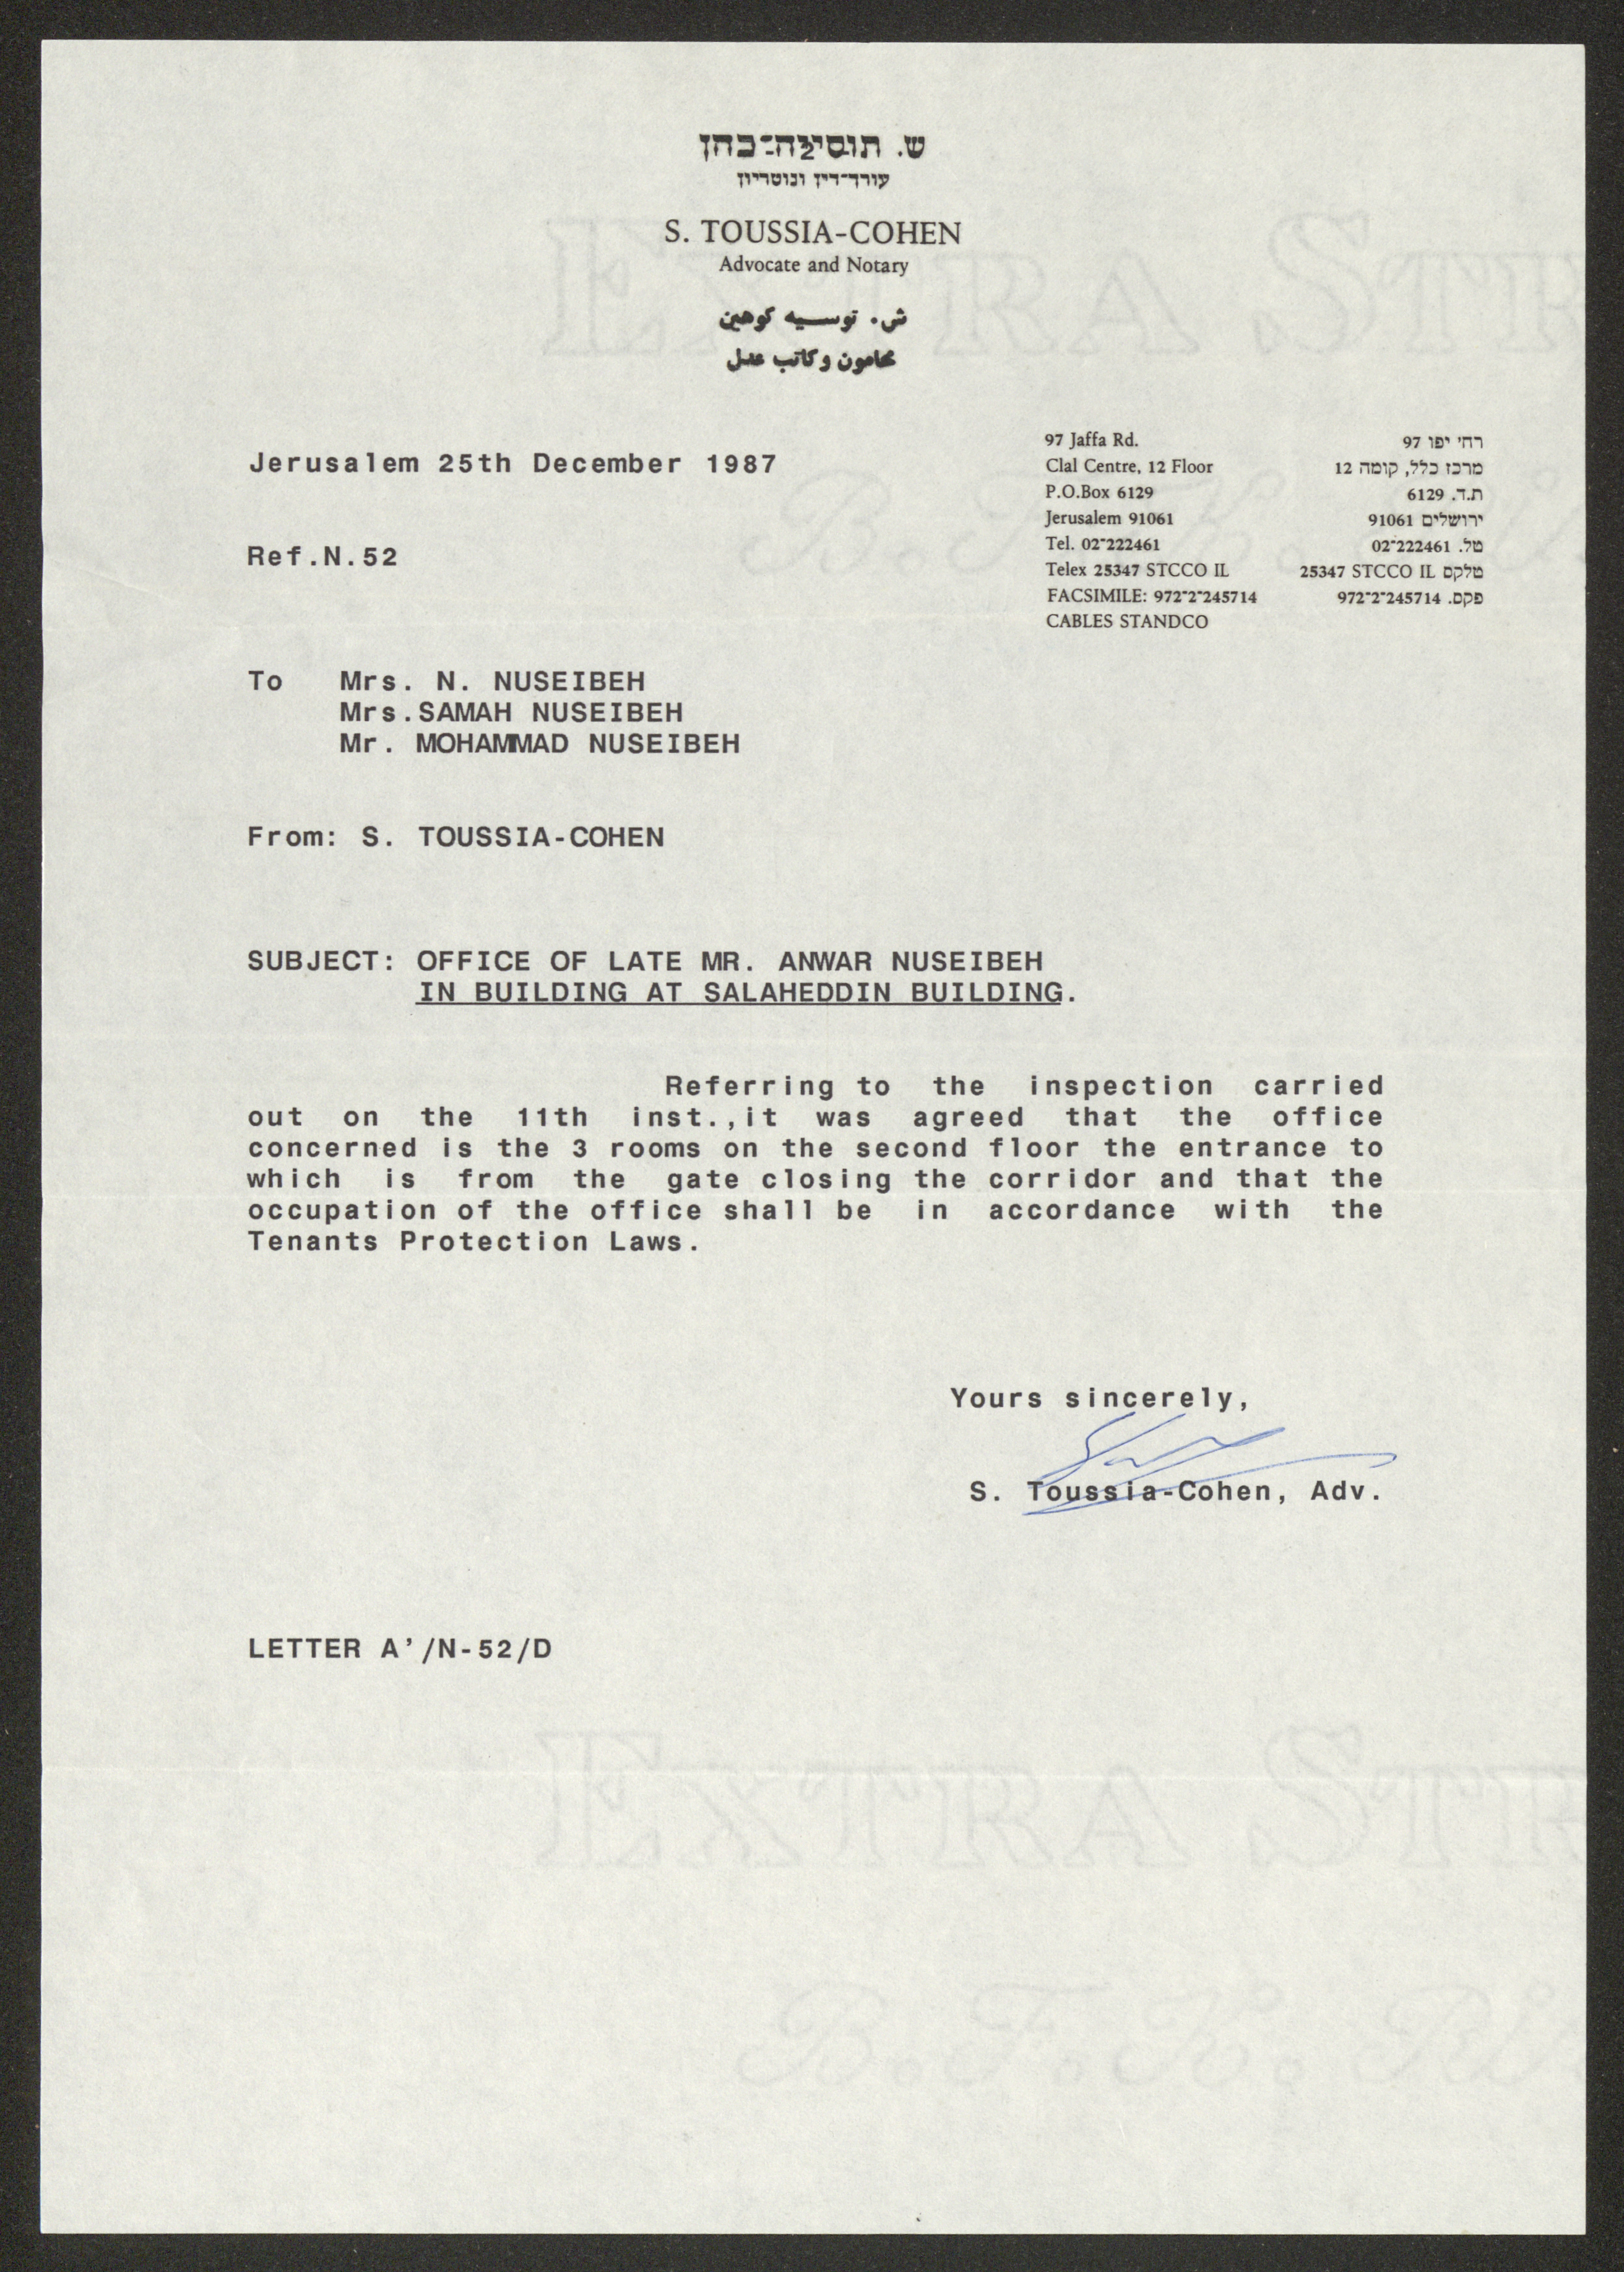 ש. תוסיה־כהן
-2-
עורך־דין ונוטריון
S. TOUSSIA-COHEN
Advocate and Notary
ش. توسيه كوهين
محامون وكاتب عدل
Jerusalem 25th December 1987
Ref.N.52
97 Jaffa Rd.
Clal Centre, 12 Floor
P.O.Box 6129
Jerusalem 91061
Tel. 02-222461
Telex 25347 STCCO IL
FACSIMILE: 972-2-245714
CABLES STANDCO
רח׳ יפו 97
מרכז כלל, קומה 12
ת.ד. 6129
ירושלים 91061
טל. 02-222461
טלקס 25347 STCCO IL
פקס. 972-2-245714
To Mrs. N. NUSEIBEH
Mrs.SAMAH NUSEIBEH
Mr. MOHAMMAD NUSEIBEH
From: S. TOUSSIA-COHEN
SUBJECT: OFFICE OF LATE MR. ANWAR NUSEIBEH
IN BUILDING AT SALAHEDDIN BUILDING.
Referring to the inspection carried
out on the 11th inst.,it was agreed that the office
concerned is the 3 rooms on the second floor the entrance to
which is from the gate closing the corridor and that the
occupation of the office shall be in accordance with the
Tenants Protection Laws.
Yours sincerely,
S. Toussia-Cohen, Adv.
LETTER A'/N-52/D